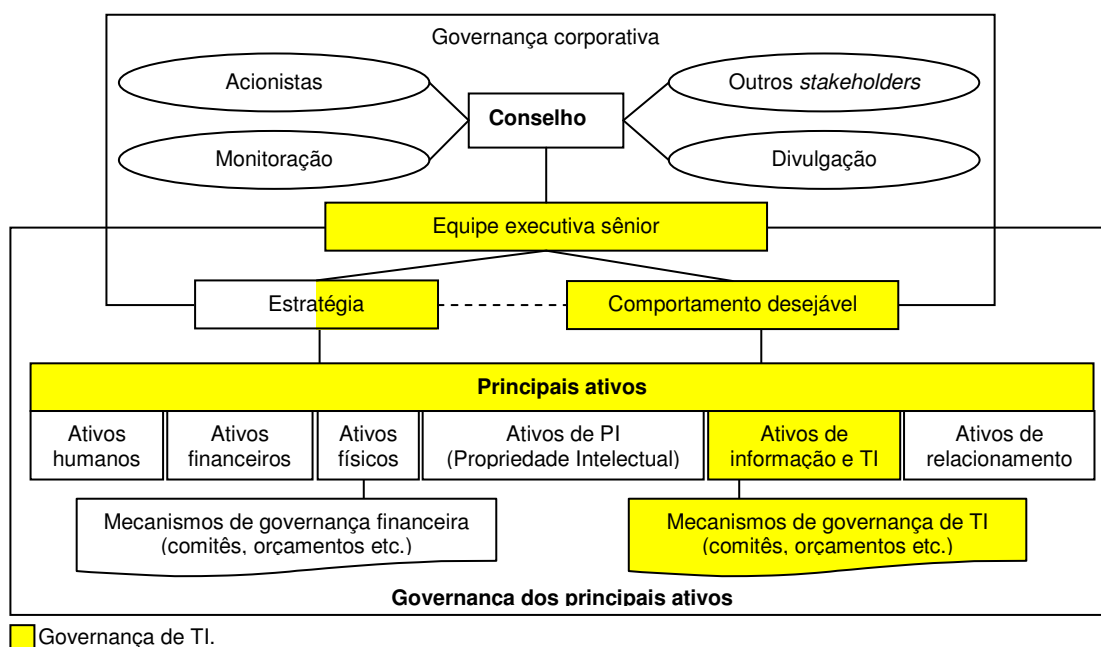 Governança corporativa
Acionistas
Outros stakeholders
Conselho
Monitoração
Divulgação
Equipe executiva sênior
Estratégia
Comportamento desejável
Principais ativos
Ativos
humanos
Ativos
financeiros
Ativos
físicos
Ativos de PI
(Propriedade Intelectual)
Ativos de
informação e TI
Ativos de
relacionamento
Mecanismos de governança financeira
(comitês, orçamentos etc.)
Mecanismos de governança de TI
(comitês, orçamentos etc.)
Governança dos principais ativos
Governança de TI.